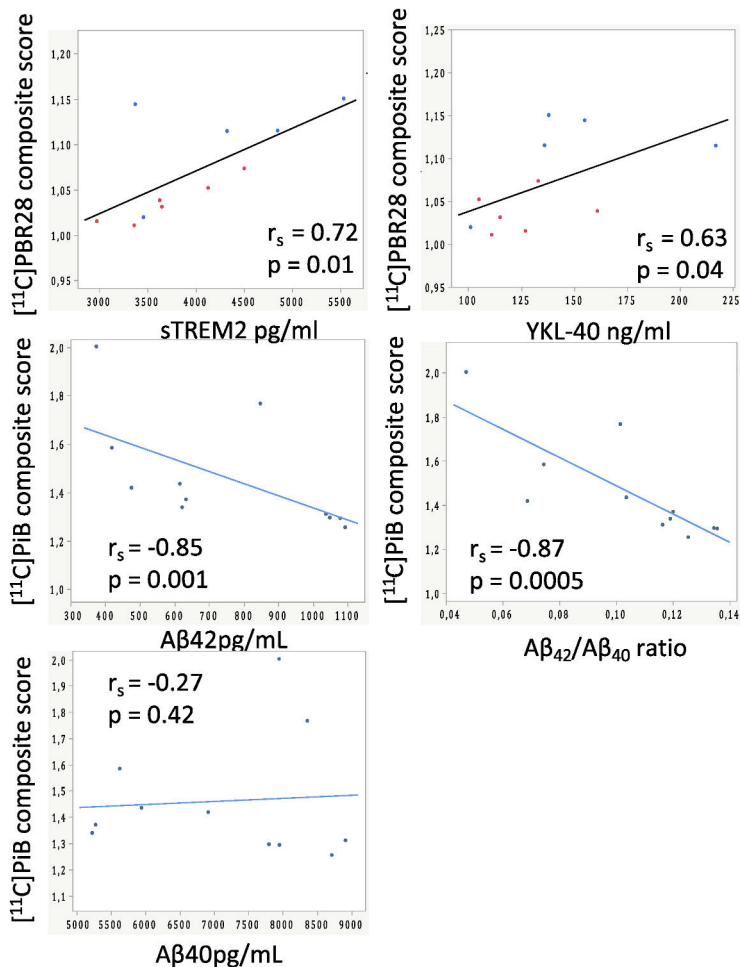 [¹¹C]PBR28 composite score
1,20
1,15
1,10
1,05
1,00
0,95
rₛ = 0.72
p = 0.01
3000 3500 4000 4500 5000 5500
sTREM2 pg/ml
[¹¹C]PBR28 composite score
1,25
1,20
1,15
1,10
1,05
1,00
0,95
rₛ = 0.63
p = 0.04
100 125 150 175 200 225
YKL-40 ng/ml
[¹¹C]PiB composite score
2,0
1,8
1,6
1,4
1,2
1,0
rₛ = -0.85
p = 0.001
300 400 500 600 700 800 900 1000 1100
Aβ42pg/mL
[¹¹C]PiB composite score
2,0
1,8
1,6
1,4
1,2
1,0
rₛ = -0.87
p = 0.0005
0,04 0,06 0,08 0,10 0,12 0,14
Aβ₄₂/Aβ₄₀ ratio
[¹¹C]PiB composite score
2,0
1,9
1,8
1,7
1,6
1,5
1,4
1,3
1,2
1,1
rₛ = -0.27
p = 0.42
5000 5500 6000 6500 7000 7500 8000 8500 9000
Aβ40pg/mL